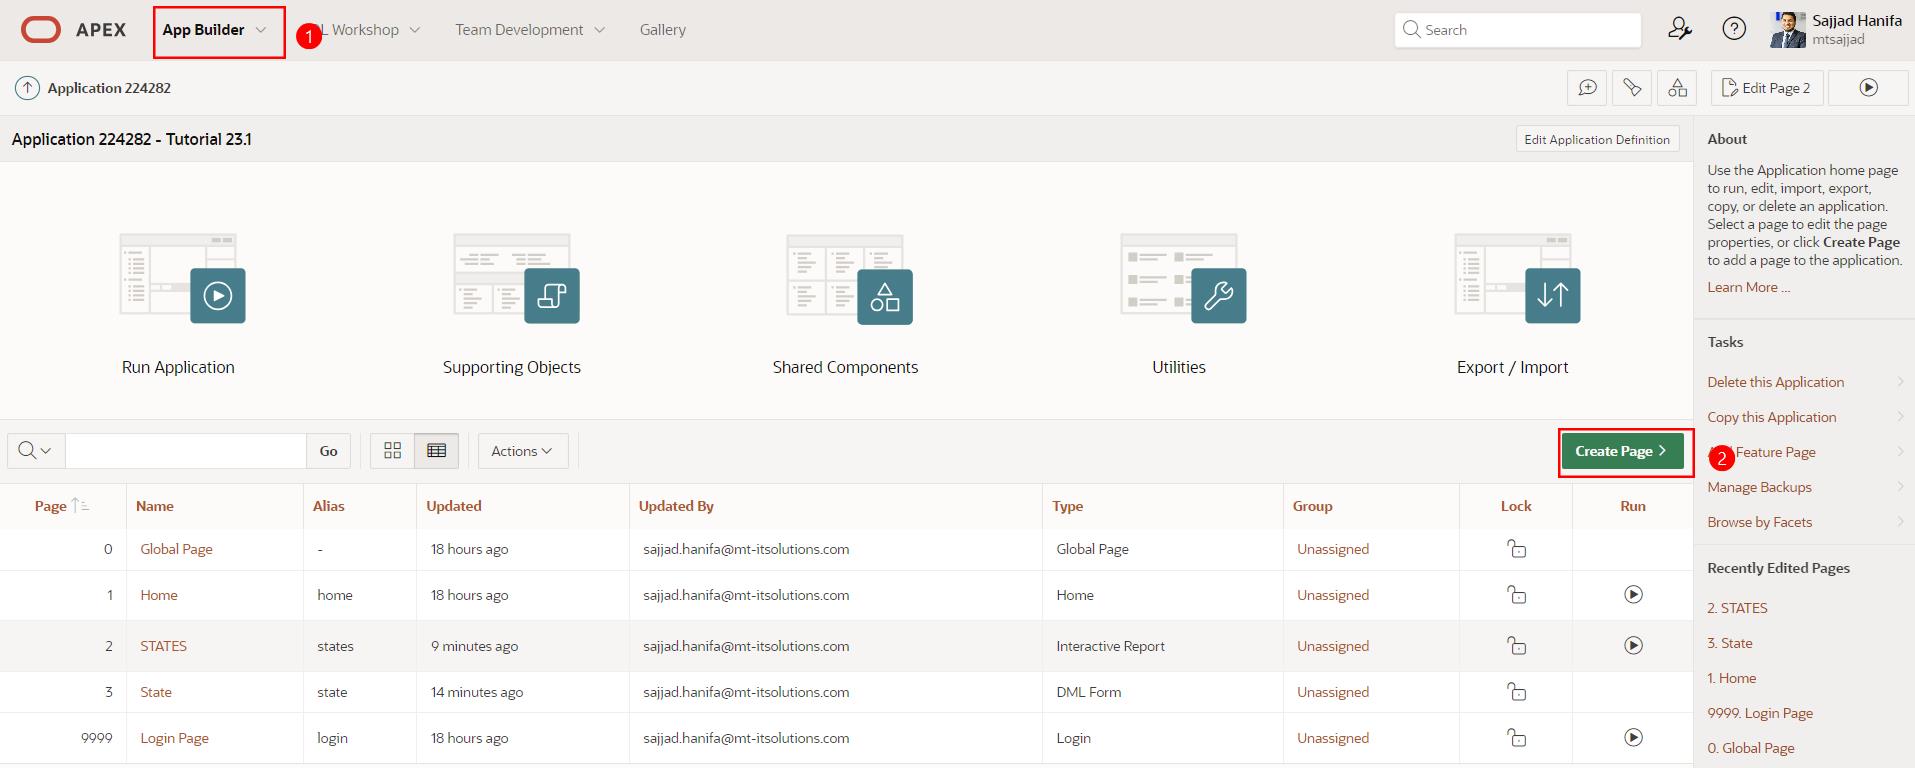 APEX
App Builder
1
L Workshop
Team Development
Gallery
Search
Sajjad Hanifa
mtsajjad
Application 224282
Edit Page 2
Application 224282 - Tutorial 23.1
Edit Application Definition
Run Application
Supporting Objects
Shared Components
Utilities
Export / Import
Go
Actions
Create Page
2
Page Name Alias Updated Updated By Type Group Lock Run
0 Global Page - 18 hours ago sajjad.hanifa@mt-itsolutions.com Global Page Unassigned
1 Home home 18 hours ago sajjad.hanifa@mt-itsolutions.com Home Unassigned
2 STATES states 9 minutes ago sajjad.hanifa@mt-itsolutions.com Interactive Report Unassigned
3 State state 14 minutes ago sajjad.hanifa@mt-itsolutions.com DML Form Unassigned
9999 Login Page login 18 hours ago sajjad.hanifa@mt-itsolutions.com Login Unassigned
About
Use the Application home page
to run, edit, import, export,
copy, or delete an application.
Select a page to edit the page
properties, or click Create Page
to add a page to the application.
Learn More ...
Tasks
Delete this Application
Copy this Application
Feature Page
Manage Backups
Browse by Facets
Recently Edited Pages
2. STATES
3. State
1. Home
9999. Login Page
0. Global Page